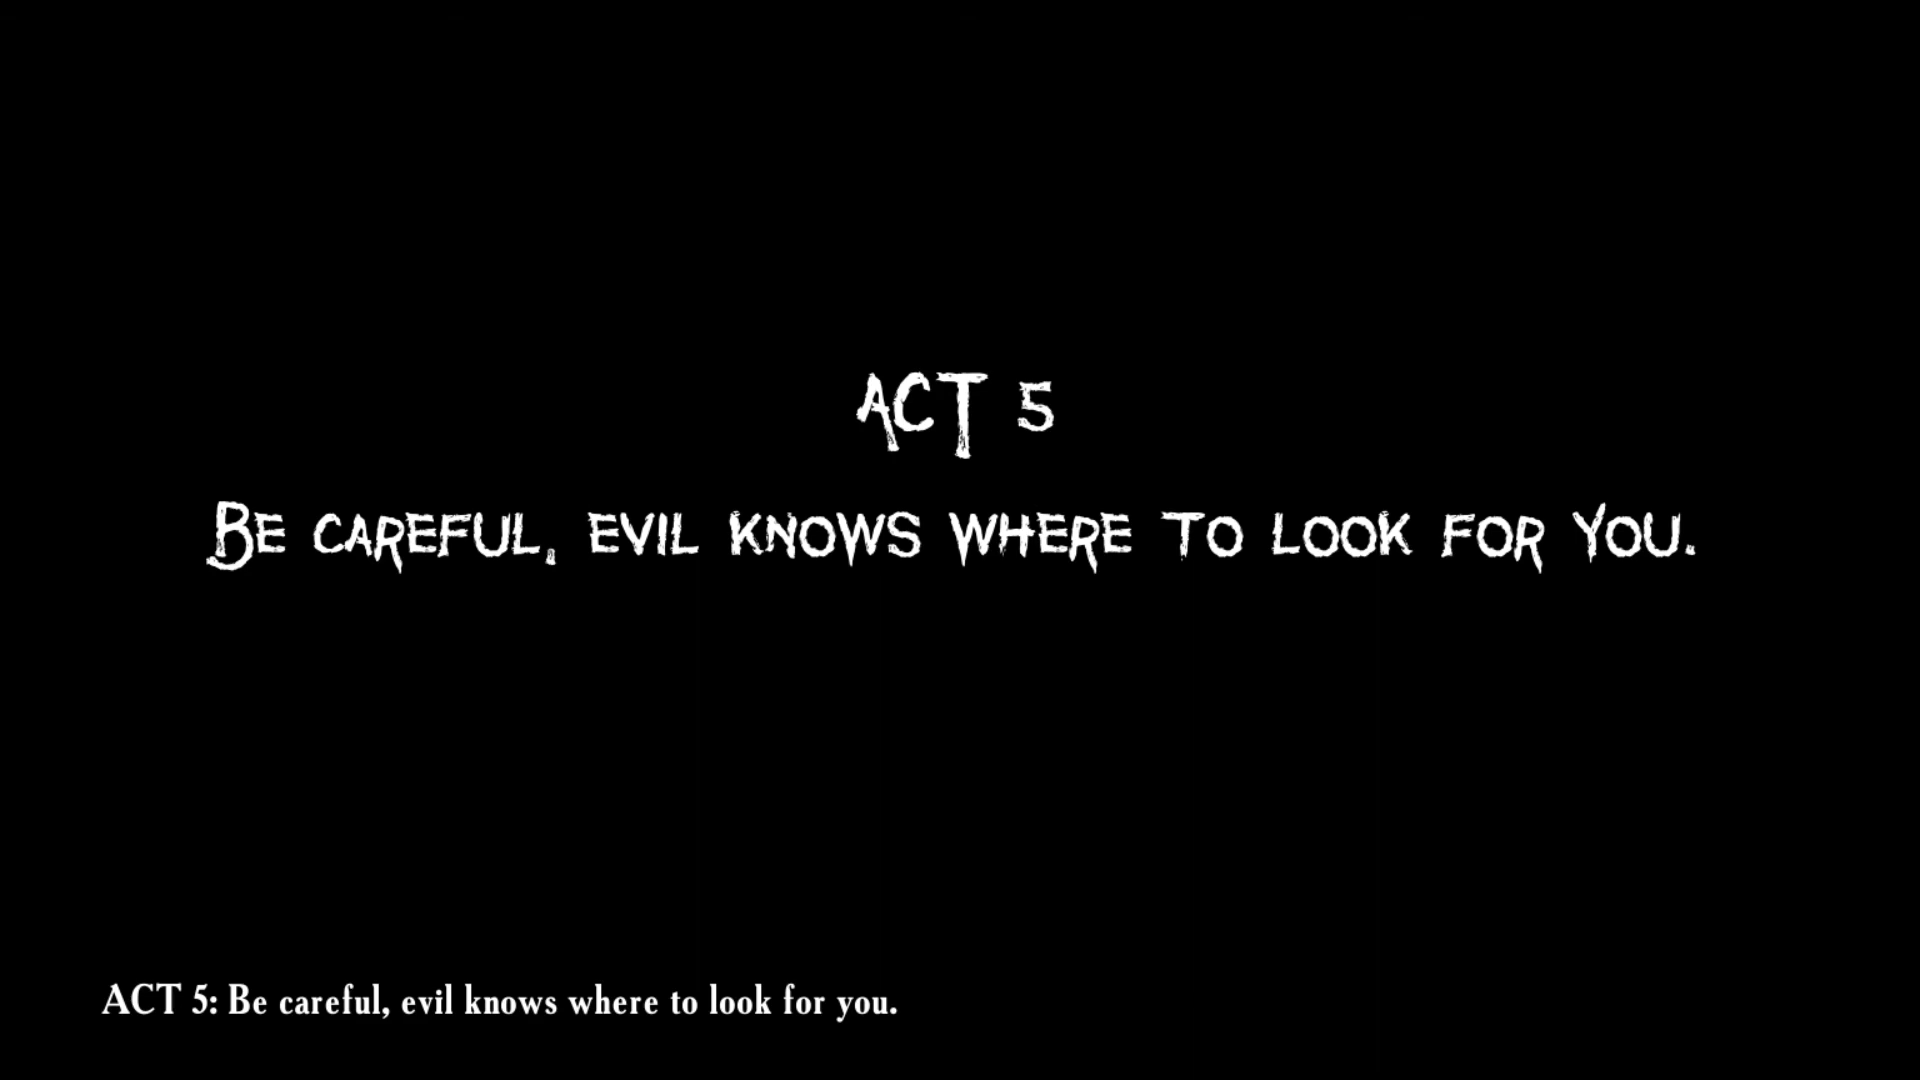 ACT 5
Be careful, evil knows where to look for you.
ACT 5: Be careful, evil knows where to look for you.